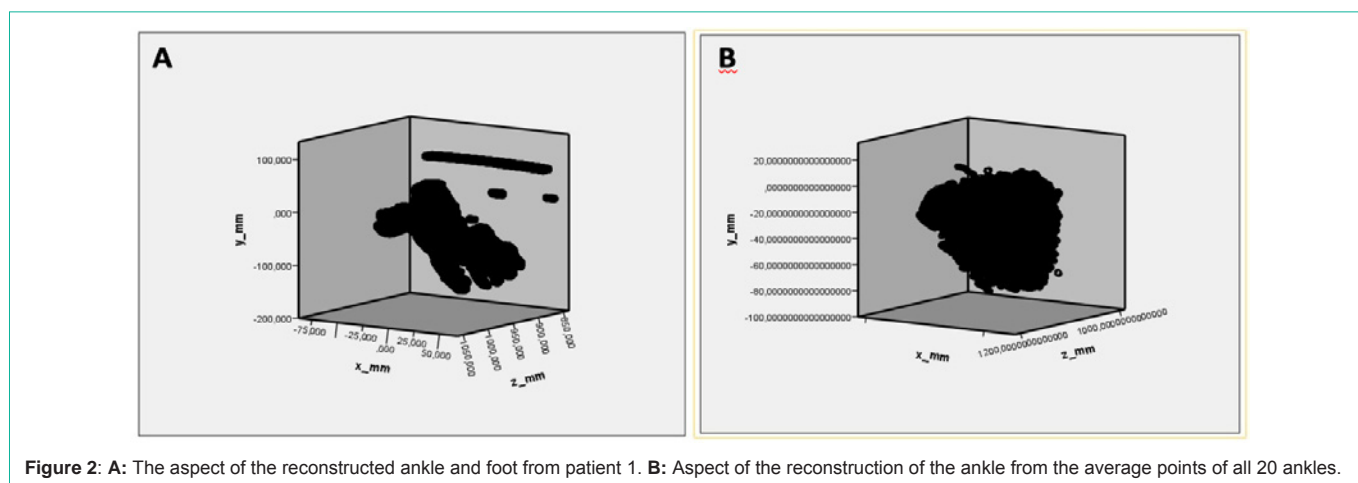 A
100,000
,000
-100,000
-200,000
y_mm
-75,000
-25,000
,000
25,000
50,000
x_mm
1050,000
1000,000
950,000
900,000
850,000
z_mm
B
20,0000000000000000
,0000000000000000
-20,0000000000000000
-40,0000000000000000
-60,0000000000000000
-80,0000000000000000
-100,0000000000000000
y_mm
x_mm
1200,0000000000000
1000,0000000000000
z_mm
Figure 2: A: The aspect of the reconstructed ankle and foot from patient 1. B: Aspect of the reconstruction of the ankle from the average points of all 20 ankles.